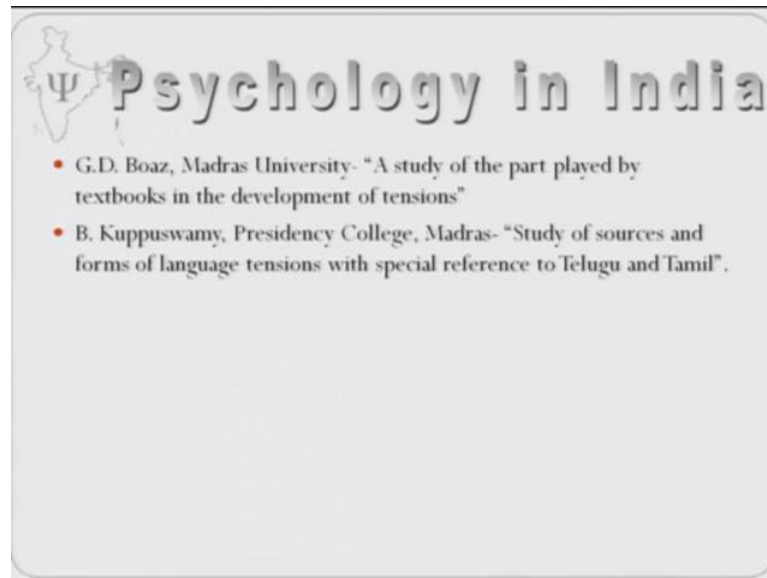 Ψ Psychology in India
• G.D. Boaz, Madras University- “A study of the part played by
textbooks in the development of tensions”
• B. Kuppuswamy, Presidency College, Madras- “Study of sources and
forms of language tensions with special reference to Telugu and Tamil”.